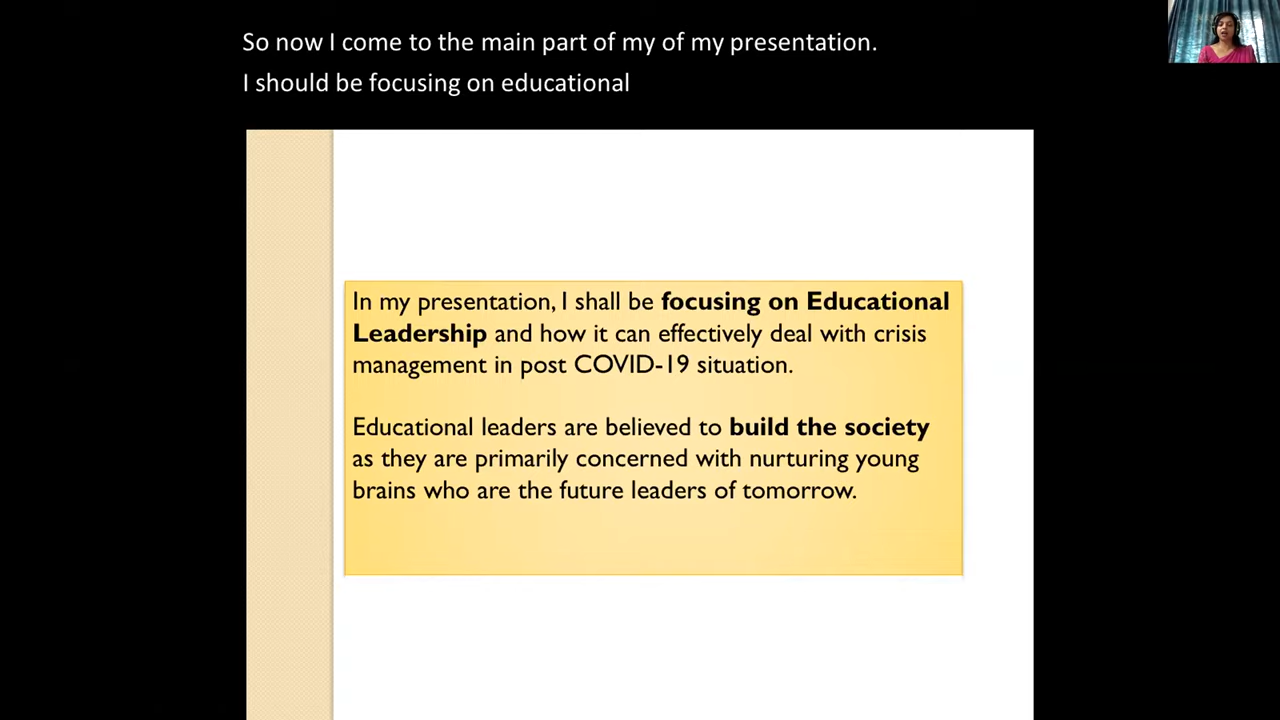 So now I come to the main part of my of my presentation.
I should be focusing on educational
In my presentation, I shall be focusing on Educational
Leadership and how it can effectively deal with crisis
management in post COVID-19 situation.
Educational leaders are believed to build the society
as they are primarily concerned with nurturing young
brains who are the future leaders of tomorrow.